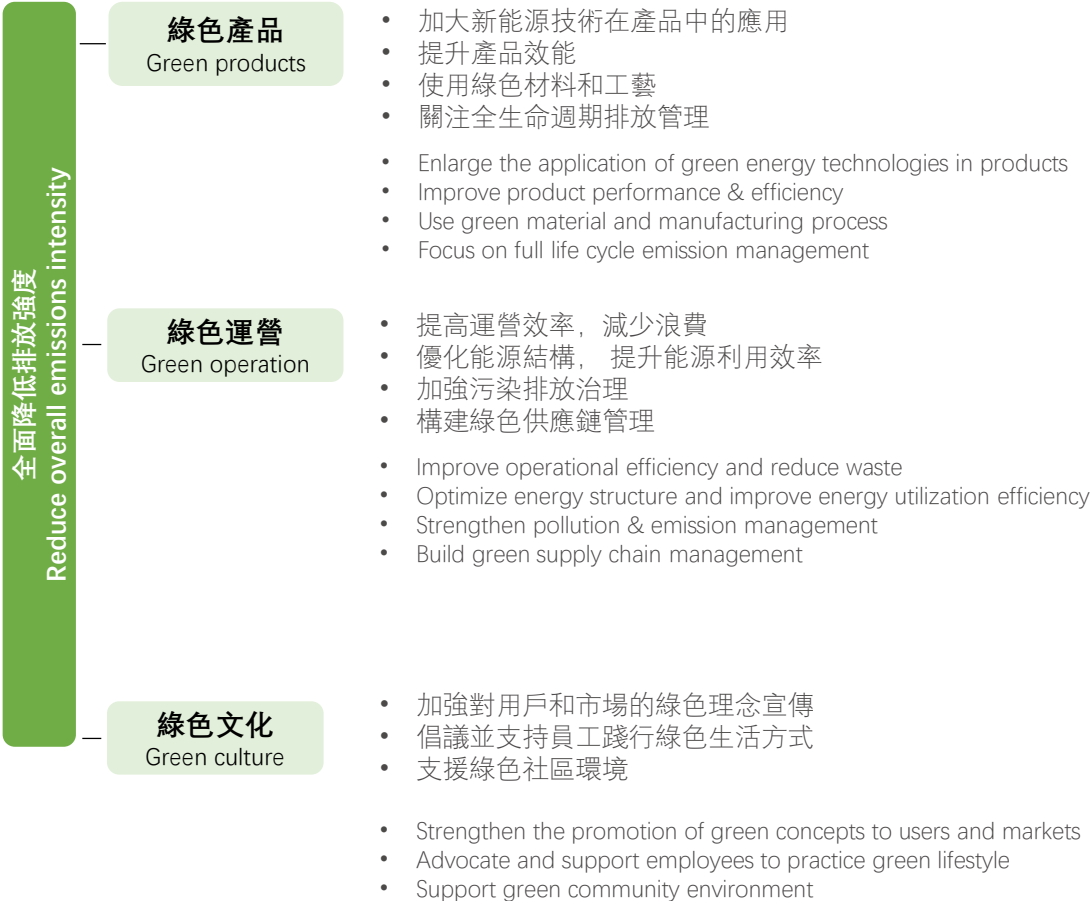 全面降低排放強度
Reduce overall emissions intensity
綠色產品
Green products
• 加大新能源技術在產品中的應用
• 提升產品效能
• 使用綠色材料和工藝
• 關注全生命週期排放管理
• Enlarge the application of green energy technologies in products
• Improve product performance & efficiency
• Use green material and manufacturing process
• Focus on full life cycle emission management
綠色運營
Green operation
• 提高運營效率，減少浪費
• 優化能源結構， 提升能源利用效率
• 加強污染排放治理
• 構建綠色供應鏈管理
• Improve operational efficiency and reduce waste
• Optimize energy structure and improve energy utilization efficiency
• Strengthen pollution & emission management
• Build green supply chain management
綠色文化
Green culture
• 加強對用戶和市場的綠色理念宣傳
• 倡議並支持員工踐行綠色生活方式
• 支援綠色社區環境
• Strengthen the promotion of green concepts to users and markets
• Advocate and support employees to practice green lifestyle
• Support green community environment